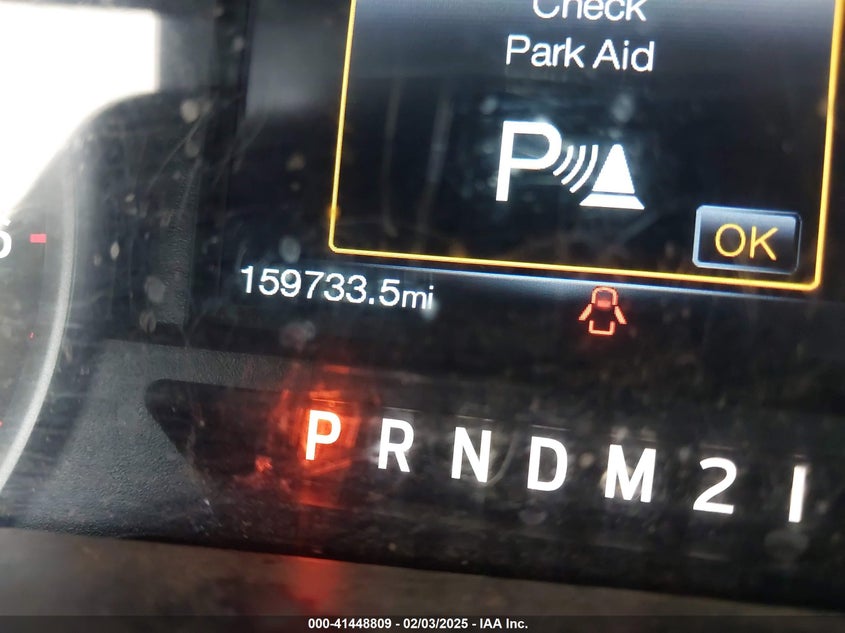 Check
Park Aid
P
OK
159733.5mi
P R N D M 2 1
000-41448809 – 02/03/2025 – IAA Inc.